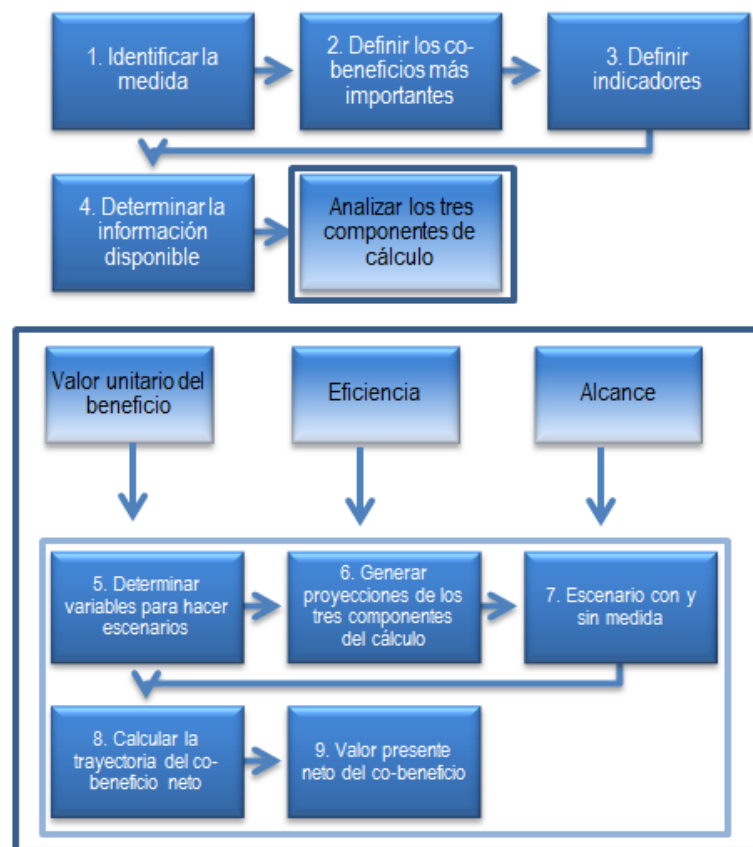 1. Identificar la
medida
2. Definir los co-
beneficios más
importantes
3. Definir
indicadores
4. Determinar la
información
disponible
Analizar los tres
componentes de
cálculo
Valor unitario del
beneficio
Eficiencia
Alcance
5. Determinar
variables para hacer
escenarios
6. Generar
proyecciones de los
tres componentes
del cálculo
7. Escenario con y
sin medida
8. Calcular la
trayectoria del co-
beneficio neto
9. Valor presente
neto del co-beneficio